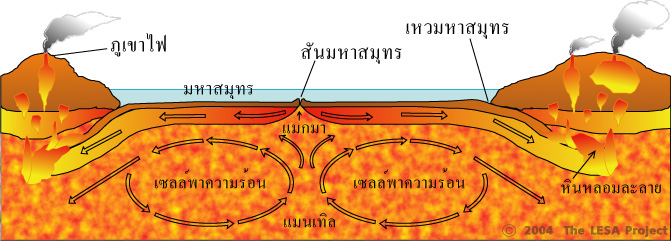 ภูเขาไฟ
เหวมหาสมุทร
สันมหาสมุทร
มหาสมุทร
แมกมา
เซลล์พาความร้อน
เซลล์พาความร้อน
หินหลอมละลาย
แมนเทิล
© 2004 The LESA Project